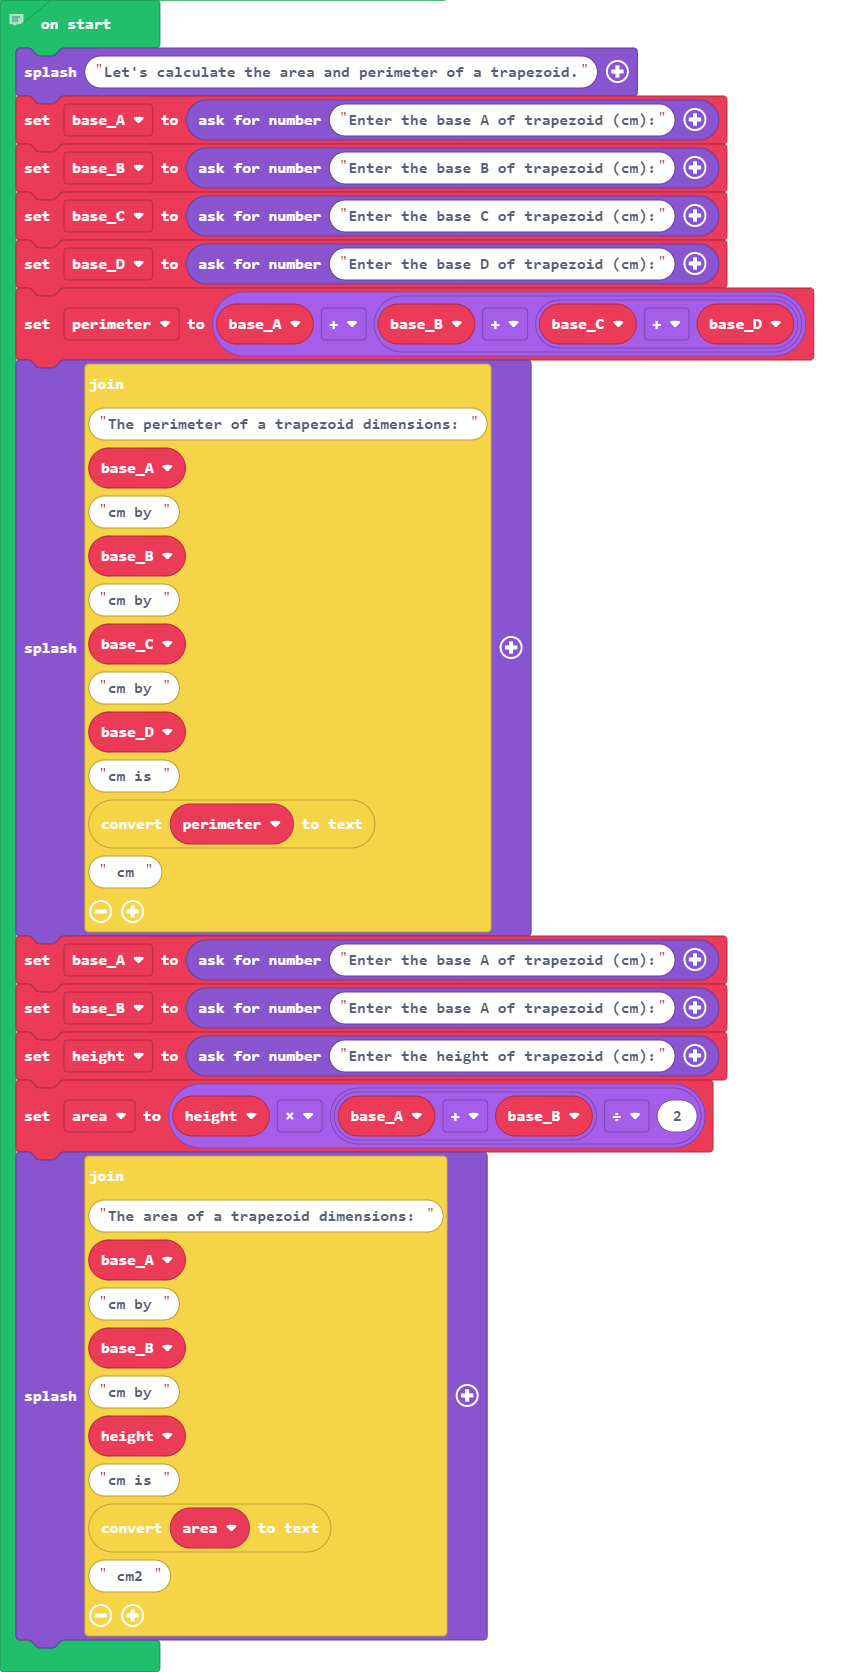 on start
splash "Let's calculate the area and perimeter of a trapezoid."
set base_A to ask for number "Enter the base A of trapezoid (cm):"
set base_B to ask for number "Enter the base B of trapezoid (cm):"
set base_C to ask for number "Enter the base C of trapezoid (cm):"
set base_D to ask for number "Enter the base D of trapezoid (cm):"
set perimeter to base_A + base_B + base_C + base_D
join
"The perimeter of a trapezoid dimensions: "
base_A
"cm by "
base_B
"cm by "
base_C
splash
"cm by "
base_D
"cm is "
convert perimeter to text
" cm "
set base_A to ask for number "Enter the base A of trapezoid (cm):"
set base_B to ask for number "Enter the base A of trapezoid (cm):"
set height to ask for number "Enter the height of trapezoid (cm):"
set area to height × base_A + base_B ÷ 2
join
"The area of a trapezoid dimensions: "
base_A
"cm by "
base_B
splash
"cm by "
height
"cm is "
convert area to text
" cm2 "